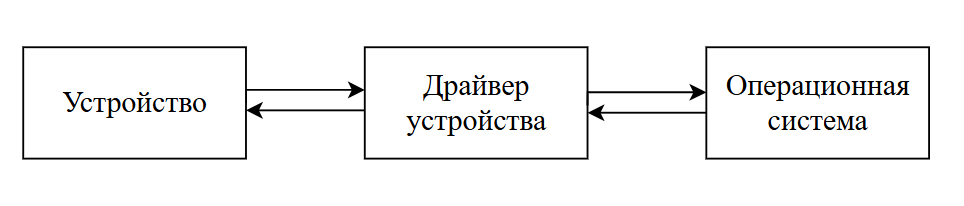 Устройство
Драйвер
устройства
Операционная
система